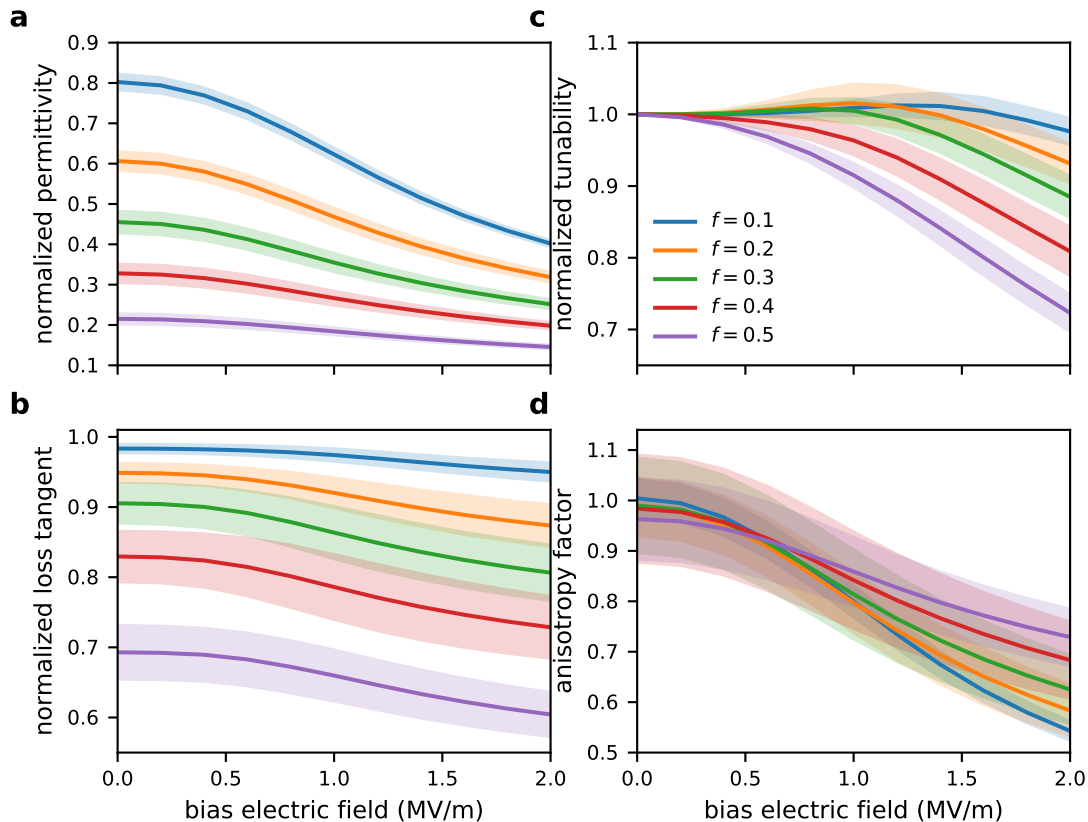 a
0.9
0.8
0.7
0.6
0.5
0.4
0.3
0.2
0.1
normalized permittivity
c
1.1
1.0
0.9
0.8
0.7
normalized tunability
f = 0.1
f = 0.2
f = 0.3
f = 0.4
f = 0.5
b
1.0
0.9
0.8
0.7
0.6
normalized loss tangent
0.0 0.5 1.0 1.5 2.0
bias electric field (MV/m)
d
1.1
1.0
0.9
0.8
0.7
0.6
0.5
anisotropy factor
0.0 0.5 1.0 1.5 2.0
bias electric field (MV/m)